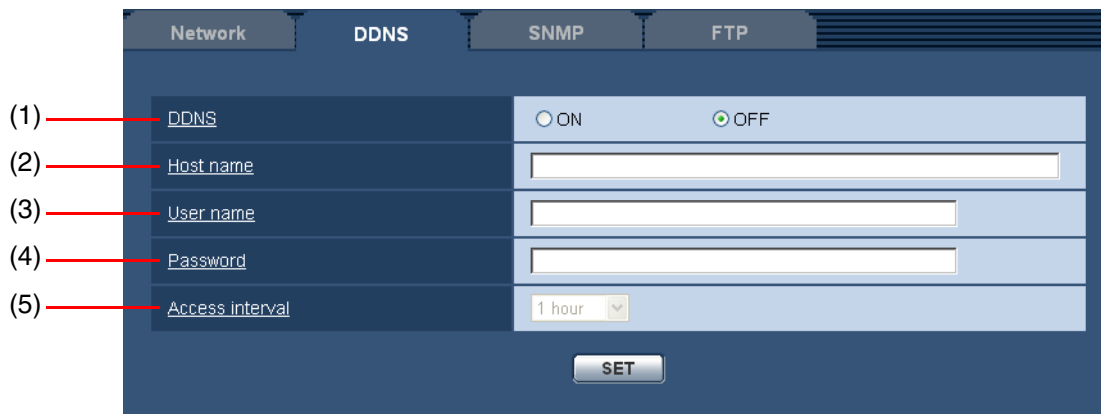 Network DDNS SNMP FTP
(1) DDNS ON OFF
(2) Host name
(3) User name
(4) Password
(5) Access interval 1 hour
SET